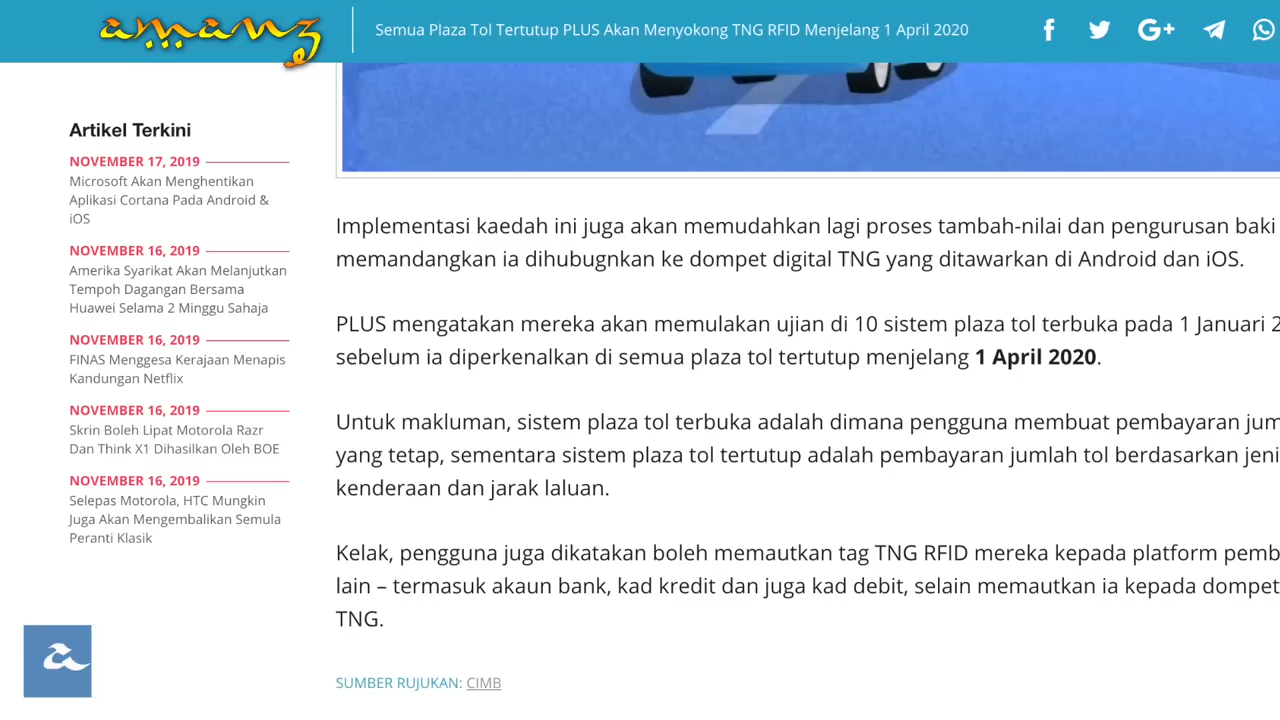 amanz
Semua Plaza Tol Tertutup PLUS Akan Menyokong TNG RFID Menjelang 1 April 2020
Artikel Terkini
NOVEMBER 17, 2019
Microsoft Akan Menghentikan
Aplikasi Cortana Pada Android &
iOS
NOVEMBER 16, 2019
Amerika Syarikat Akan Melanjutkan
Tempoh Dagangan Bersama
Huawei Selama 2 Minggu Sahaja
NOVEMBER 16, 2019
FINAS Menggesa Kerajaan Menapis
Kandungan Netflix
NOVEMBER 16, 2019
Skrin Boleh Lipat Motorola Razr
Dan Think X1 Dihasilkan Oleh BOE
NOVEMBER 16, 2019
Selepas Motorola, HTC Mungkin
Juga Akan Mengembalikan Semula
Peranti Klasik
Implementasi kaedah ini juga akan memudahkan lagi proses tambah-nilai dan pengurusan baki
memandangkan ia dihubugnkan ke dompet digital TNG yang ditawarkan di Android dan iOS.
PLUS mengatakan mereka akan memulakan ujian di 10 sistem plaza tol terbuka pada 1 Januari
sebelum ia diperkenalkan di semua plaza tol tertutup menjelang 1 April 2020.
Untuk makluman, sistem plaza tol terbuka adalah dimana pengguna membuat pembayaran jum
yang tetap, sementara sistem plaza tol tertutup adalah pembayaran jumlah tol berdasarkan jeni
kenderaan dan jarak laluan.
Kelak, pengguna juga dikatakan boleh memautkan tag TNG RFID mereka kepada platform pemb
lain – termasuk akaun bank, kad kredit dan juga kad debit, selain memautkan ia kepada dompet
TNG.
SUMBER RUJUKAN: CIMB